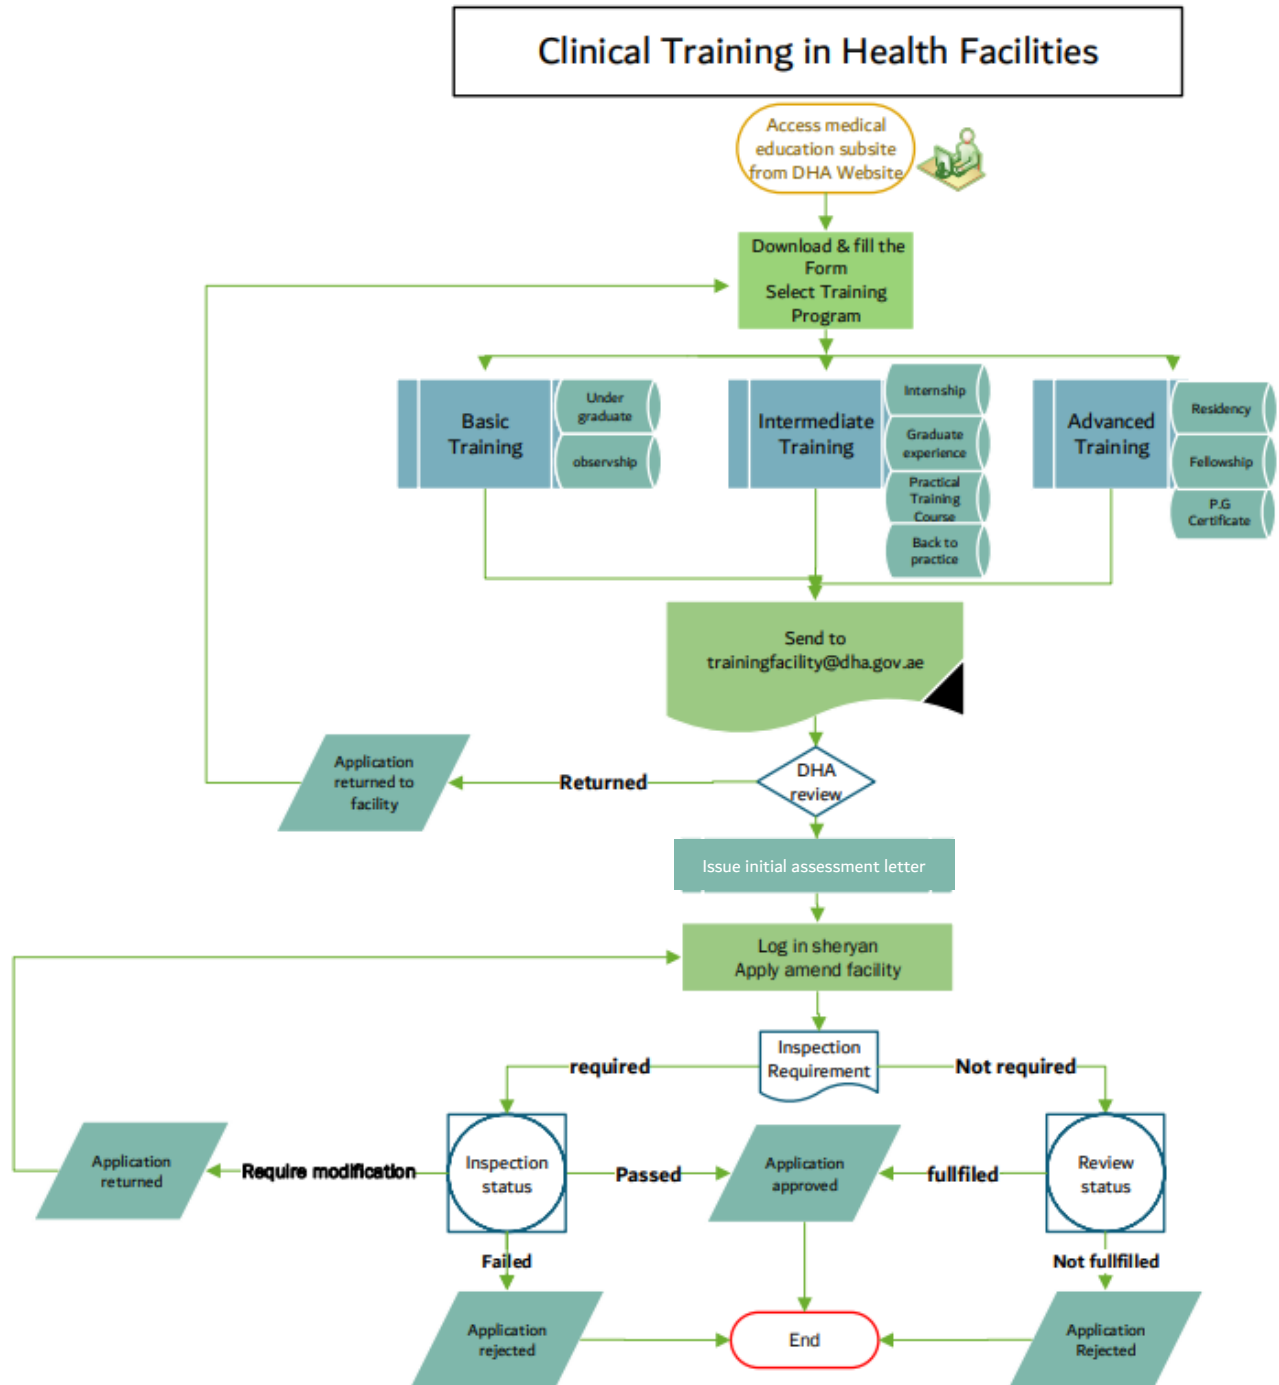 Clinical Training in Health Facilities
Access medical
education subsite
from DHA Website
Download & fill the
Form
Select Training
Program
Basic
Training
Under
graduate
observship
Intermediate
Training
Internship
Graduate
experience
Practical
Training
Course
Back to
practice
Advanced
Training
Residency
Fellowship
P.G
Certificate
Send to
trainingfacility@dha.gov.ae
DHA
review
Returned
Application
returned to
facility
Issue initial assessment letter
Log in sheryan
Apply amend facility
Inspection
Requirement
required
Not required
Inspection
status
Require modification
Application
returned
Passed
Application
approved
fullfiled
Review
status
Failed
Not fullfilled
Application
rejected
End
Application
Rejected